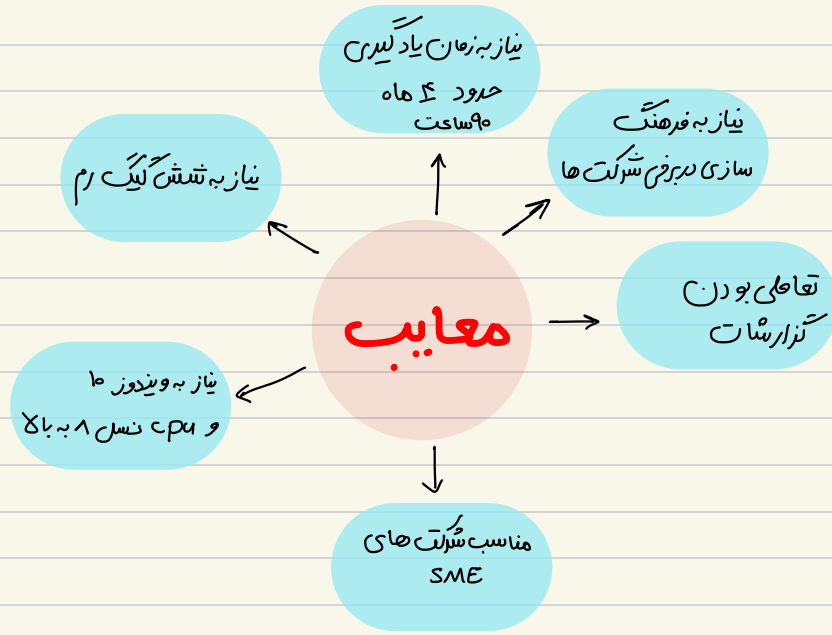 نیاز به زمان یادگیری
حدود ۴ ماه
۹۰ ساعت
نیاز به فرهنگ
سازی در برخی شرکت ها
نیاز به شش گیگ رم
تعاملی بودن
گزارشات
معایب
نیاز به ویندوز ۱۰
و cpu نسل ۸ به بالا
مناسب شرکت های
SME